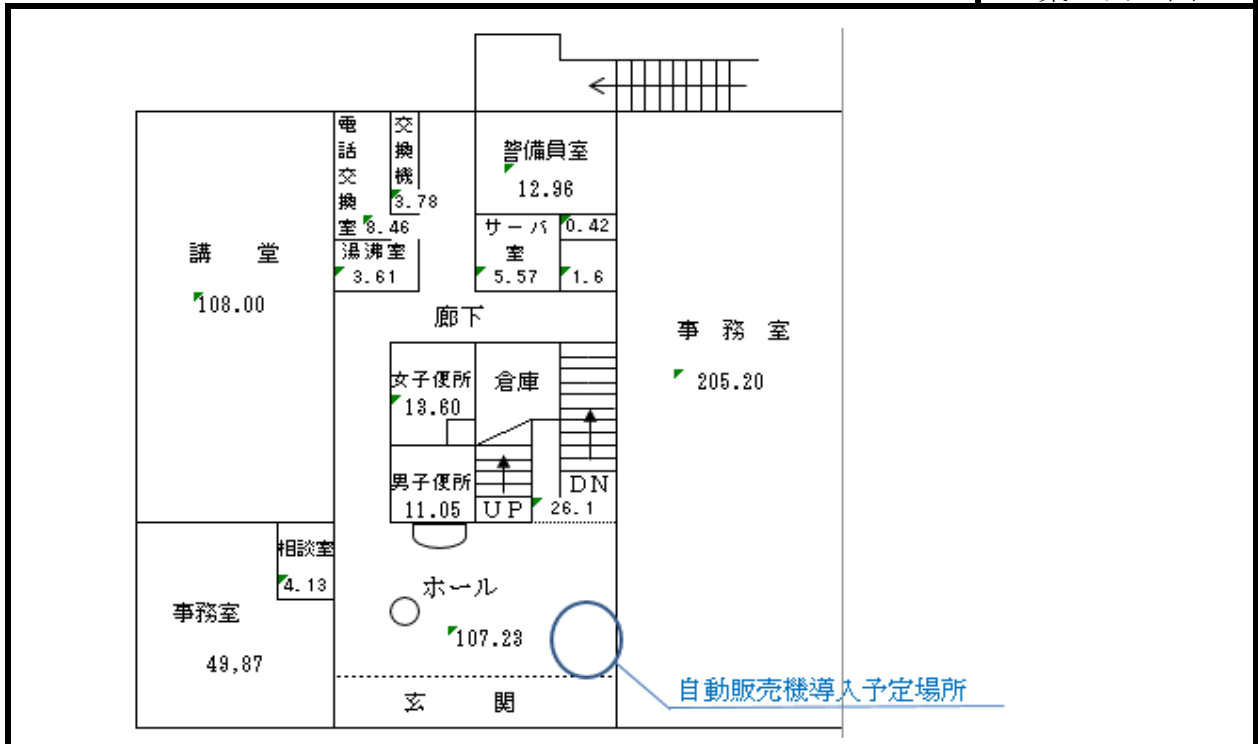 電話交換室
8.46
交換機
3.78
警備員室
12.96
講 堂
108.00
湯沸室
3.61
サーバ
室
5.57
0.42
1.6
廊下
事 務 室
205.20
女子便所
13.60
倉庫
男子便所
11.05
UP
DN
26.1
相談室
4.13
事務室
49,87
ホール
107.23
玄 関
自動販売機導入予定場所